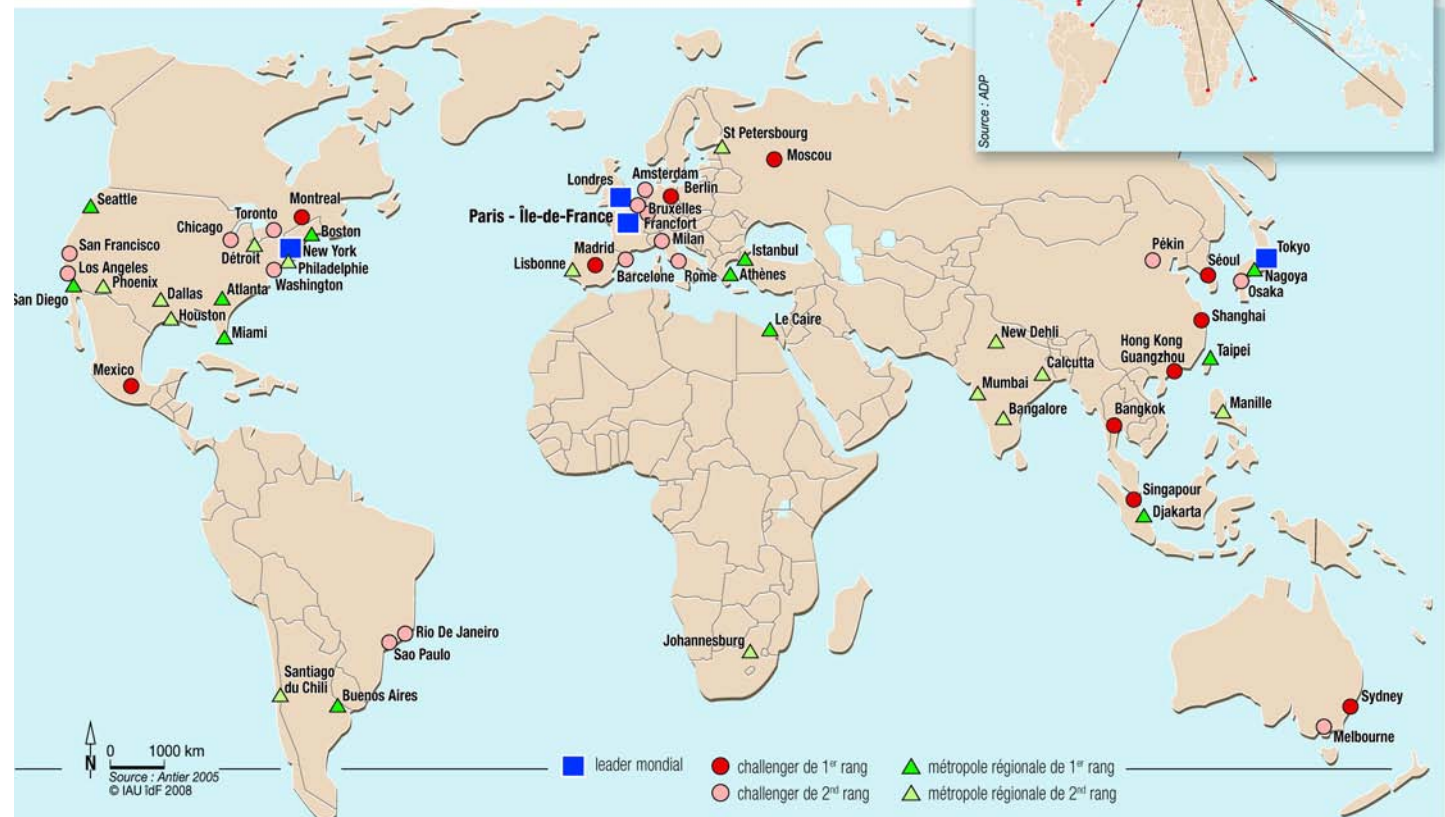 Source : ADP
St Petersbourg
Moscou
Amsterdam
Londres
Berlin
Bruxelles
Paris - Île-de-France
Francfort
Milan
Madrid
Lisbonne
Barcelone
Rome
Istanbul
Athènes
Seattle
Montreal
Toronto
Chicago
Boston
San Francisco
New York
Détroit
Los Angeles
Philadelphie
Phoenix
Washington
San Diego
Dallas
Atlanta
Houston
Miami
Mexico
Le Caire
Pékin
Séoul
Tokyo
Nagoya
Osaka
Shanghai
New Dehli
Hong Kong
Guangzhou
Taipei
Calcutta
Mumbai
Bangalore
Bangkok
Manille
Singapour
Djakarta
Rio De Janeiro
Sao Paulo
Johannesburg
Santiago
du Chili
Buenos Aires
Sydney
Melbourne
N
0 1000 km
Source : Antier 2005
© IAU îdF 2008
leader mondial
challenger de 1er rang
métropole régionale de 1er rang
challenger de 2nd rang
métropole régionale de 2nd rang